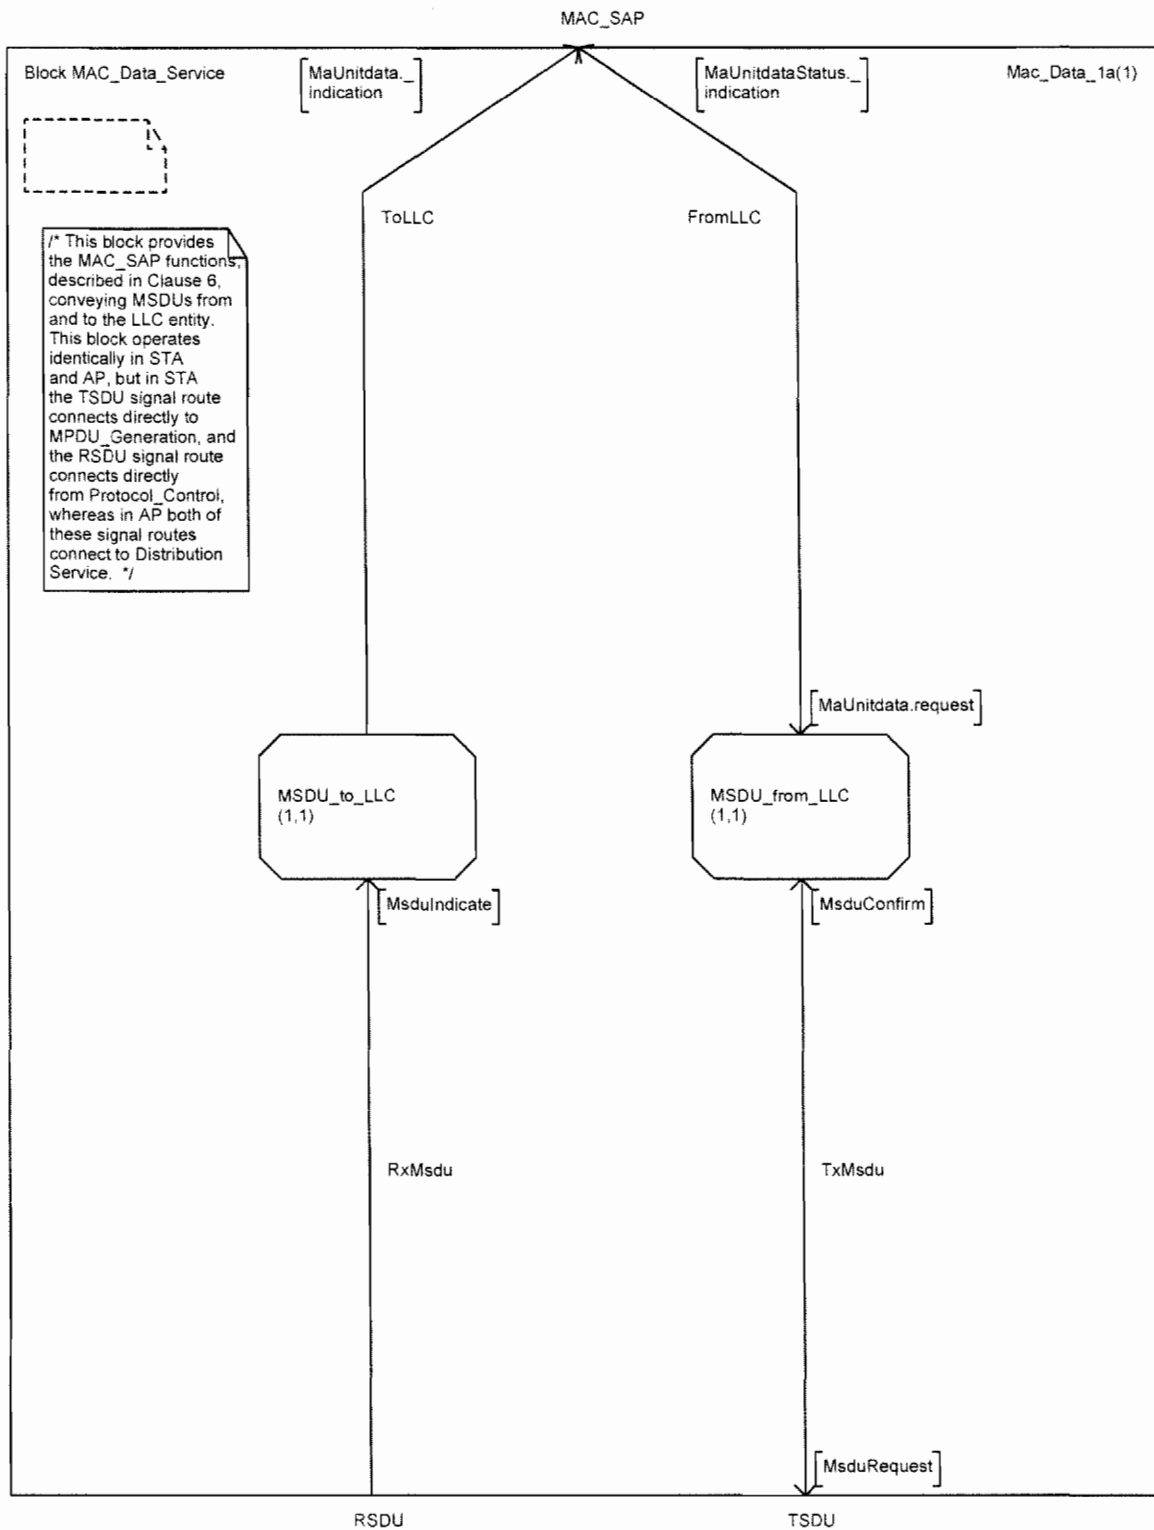 MAC_SAP
Block MAC_Data_Service
MaUnitdata._
indication
MaUnitdataStatus._
indication
Mac_Data_1a(1)
ToLLC
FromLLC
/* This block provides
the MAC_SAP functions,
described in Clause 6,
conveying MSDUs from
and to the LLC entity.
This block operates
identically in STA
and AP, but in STA
the TSDU signal route
connects directly to
MPDU_Generation, and
the RSDU signal route
connects directly
from Protocol_Control,
whereas in AP both of
these signal routes
connect to Distribution
Service. */
MaUnitdata.request
MSDU_to_LLC
(1,1)
MSDU_from_LLC
(1,1)
MsduIndicate
MsduConfirm
RxMsdu
TxMsdu
MsduRequest
RSDU
TSDU